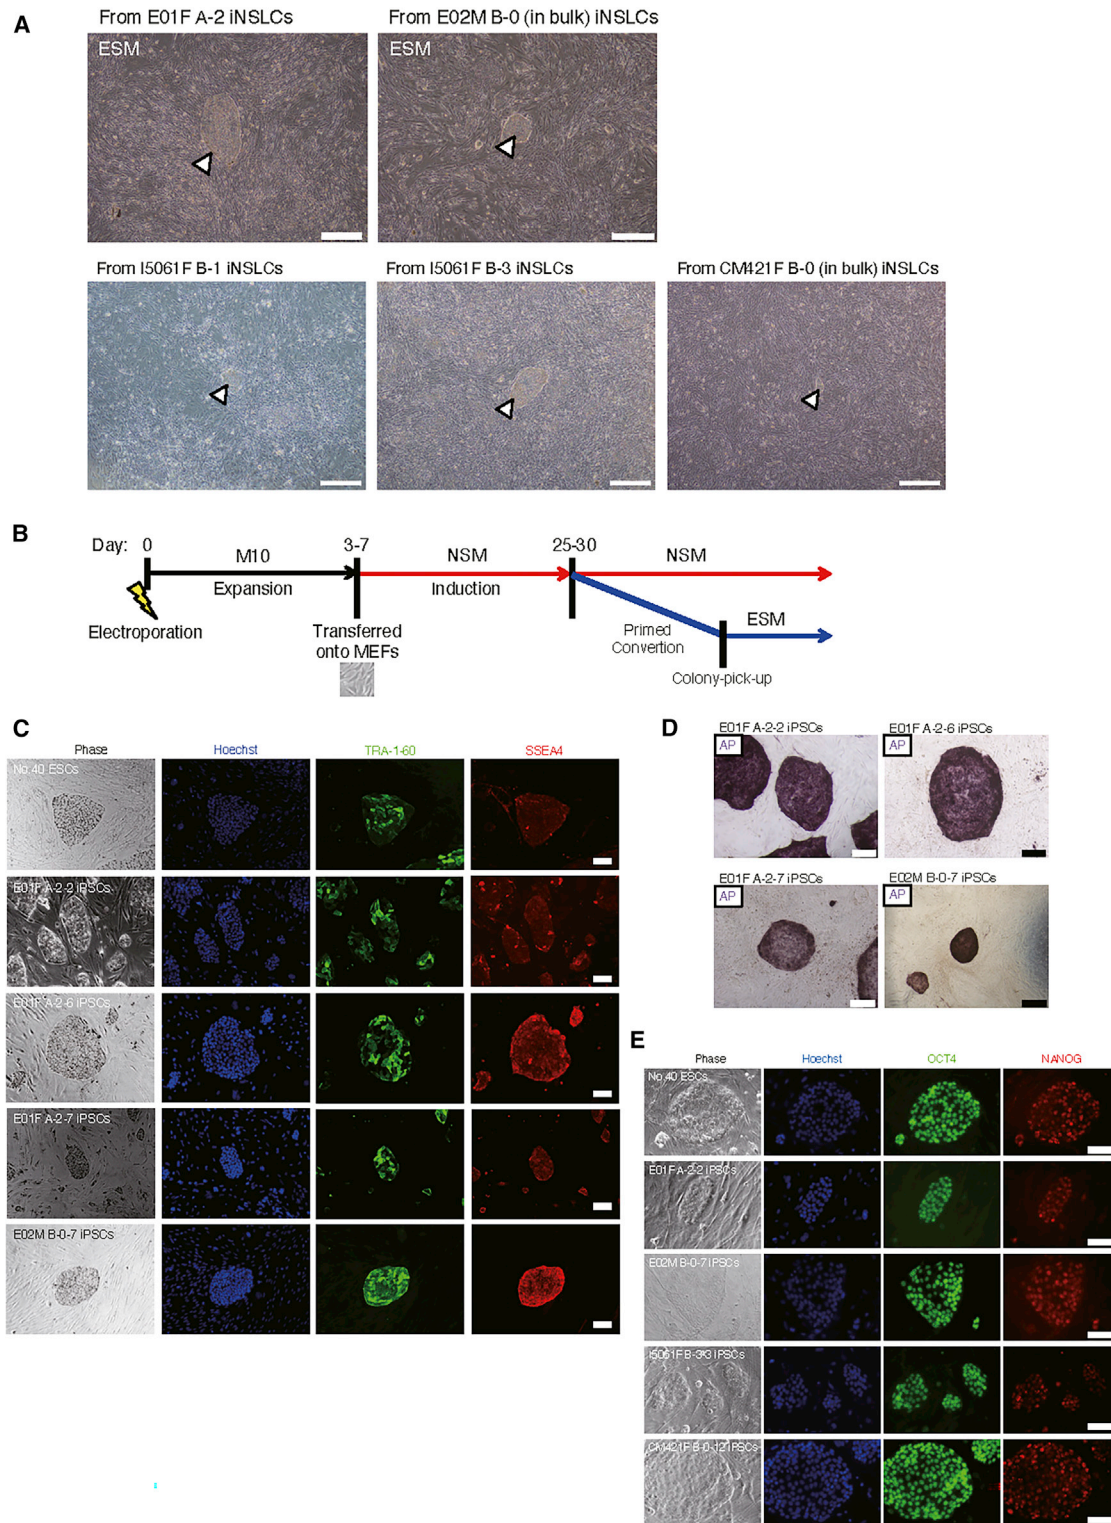 A
From E01F A-2 iNSLCs
From E02M B-0 (in bulk) iNSLCs
ESM
ESM
From I5061F B-1 iNSLCs
From I5061F B-3 iNSLCs
From CM421F B-0 (in bulk) iNSLCs
B
Day: 0 M10 3-7 NSM 25-30 NSM
Expansion Induction
Electroporation
Transferred
onto MEFs
Primed
Convertion
ESM
Colony-pick-up
C
Phase Hoechst TRA-1-60 SSEA4
No.40 ESCs
E01F A-2-2 iPSCs
E01F A-2-6 iPSCs
E01F A-2-7 iPSCs
E02M B-0-7 iPSCs
D
E01F A-2-2 iPSCs
E01F A-2-6 iPSCs
AP
AP
E01F A-2-7 iPSCs
E02M B-0-7 iPSCs
AP
AP
E
Phase Hoechst OCT4 NANOG
No.40 ESCs
E01F A-2-2 iPSCs
E02M B-0-7 iPSCs
I5061F B-3-3 iPSCs
CM421F B-0-12 iPSCs